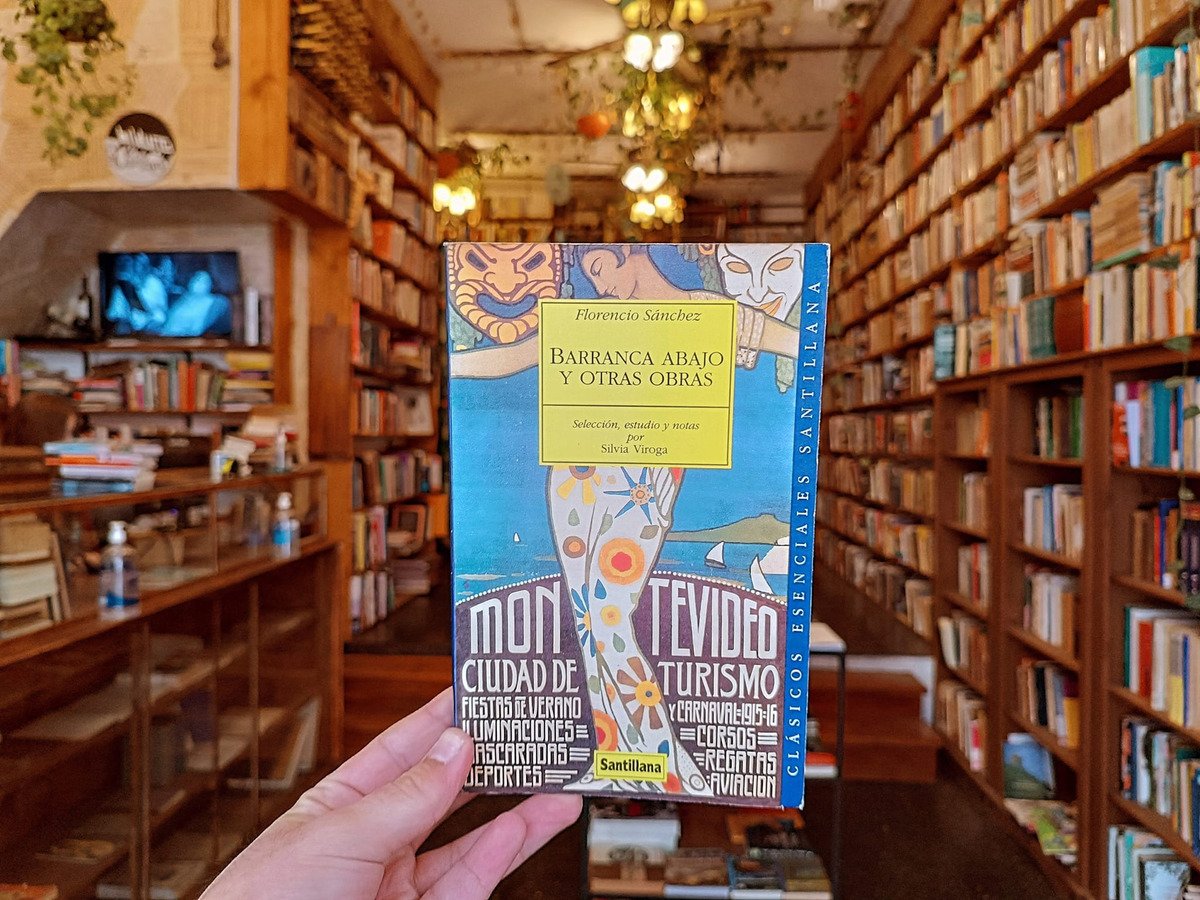 Florencio Sánchez
BARRANCA ABAJO
Y OTRAS OBRAS
Selección, estudio y notas
por
Silvia Viroga
CLÁSICOS ESENCIALES SANTILLANA
MONTEVIDEO
CIUDAD DE TURISMO
FIESTAS DE VERANO Y CARNAVAL:1915:16
ILUMINACIONES CORSOS
MASCARADAS REGATAS
DEPORTES AVIACION
Santillana